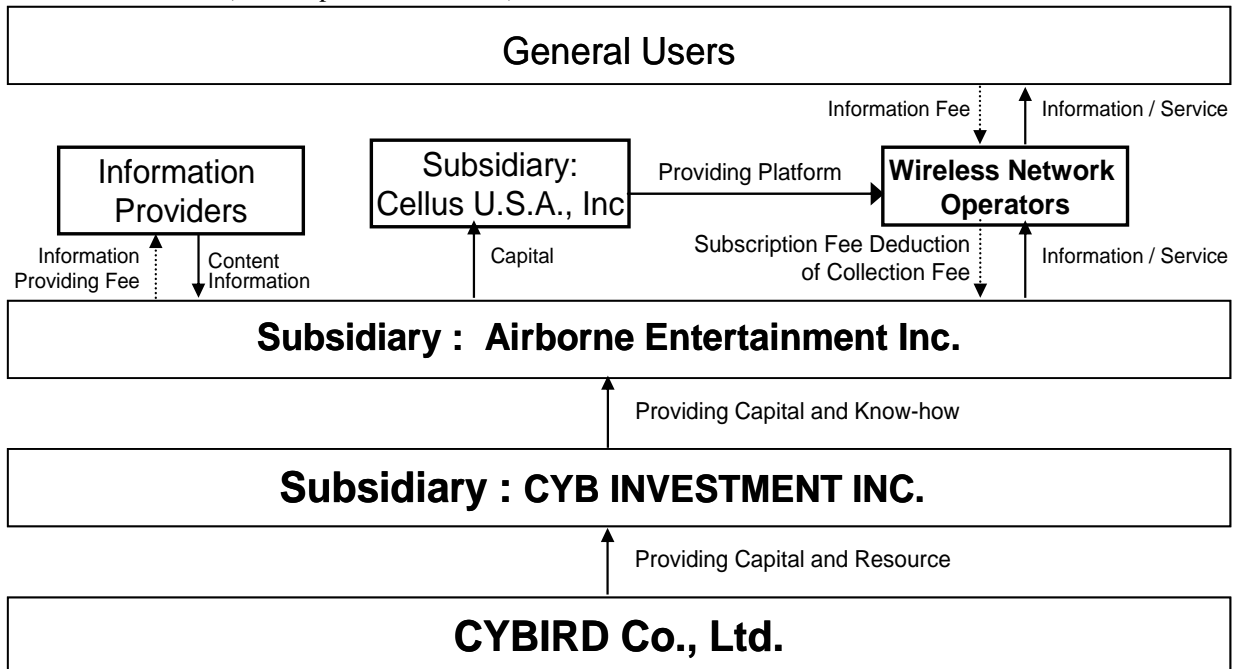 General Users
Information Fee
Information / Service
Information
Providers
Subsidiary:
Cellus U.S.A., Inc
Providing Platform
Wireless Network
Operators
Information
Providing Fee
Content
Information
Capital
Subscription Fee Deduction
of Collection Fee
Information / Service
Subsidiary : Airborne Entertainment Inc.
Providing Capital and Know-how
Subsidiary : CYB INVESTMENT INC.
Providing Capital and Resource
CYBIRD Co., Ltd.